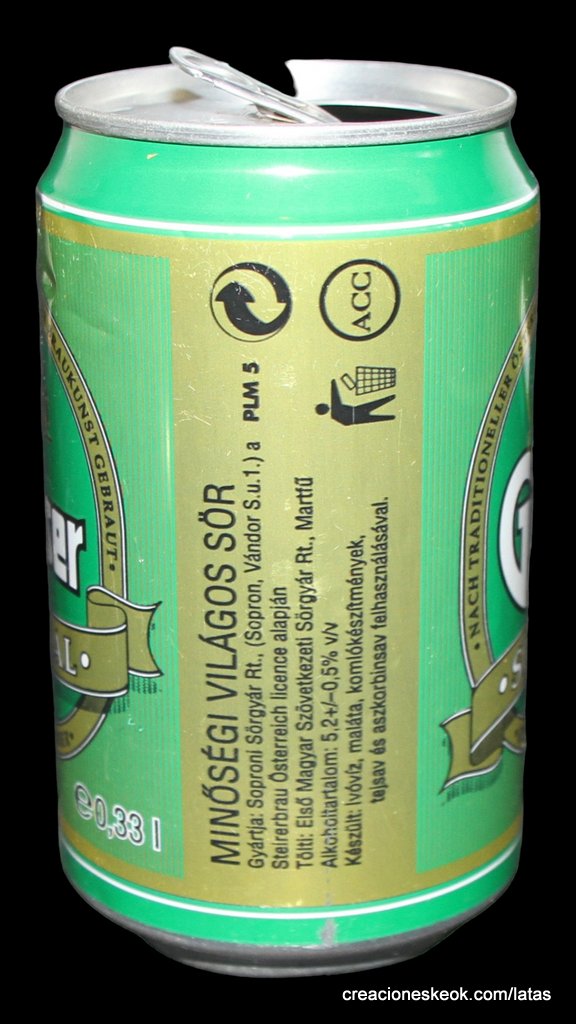 MINŐSÉGI VILÁGOS SÖR
Gyártja: Soproni Sörgyár Rt., (Sopron, Vándor S.u.1.) a
Steirerbrau Österreich licence alapján
Tölti: Első Magyar Szövetkezeti Sörgyár Rt., Martfű
Alkoholtartalom: 5,2+/–0,5% v/v
Készült: ivóvíz, maláta, komlókészítmények,
tejsav és aszkorbinsav felhasználásával.
PLM 5
ACC
GEBRAUT•
ser
AL•
e 0,33 l
•NACH TRADITIONELLER
G
•S
creacioneskeok.com/latas